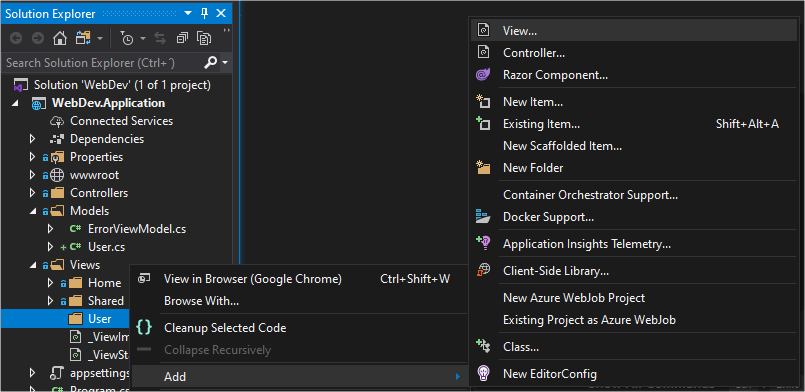 Solution Explorer
Search Solution Explorer (Ctrl+´)
Solution 'WebDev' (1 of 1 project)
WebDev.Application
Connected Services
Dependencies
Properties
wwwroot
Controllers
Models
ErrorViewModel.cs
User.cs
Views
Home
Shared
User
_ViewIm
_ViewSt
appsettings
Program.cs
View in Browser (Google Chrome) Ctrl+Shift+W
Browse With...
Cleanup Selected Code
Collapse Recursively
Add
View...
Controller...
Razor Component...
New Item...
Existing Item... Shift+Alt+A
New Scaffolded Item...
New Folder
Container Orchestrator Support...
Docker Support...
Application Insights Telemetry...
Client-Side Library...
New Azure WebJob Project
Existing Project as Azure WebJob
Class...
New EditorConfig